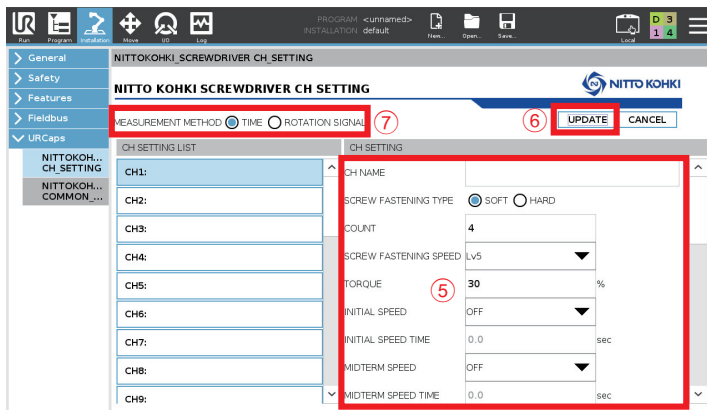 UR
PROGRAM <unnamed>
INSTALLATION default
Run Program Installation Move I/O Log New... Open... Save... Local
D 3
1 4
General
Safety
Features
Fieldbus
URCaps
NITTOKOH...
CH_SETTING
NITTOKOH...
COMMON_...
NITTOKOHKI_SCREWDRIVER CH_SETTING
NITTO KOHKI SCREWDRIVER CH SETTING
NITTO KOHKI
MEASUREMENT METHOD TIME ROTATION SIGNAL ⑦
⑥ UPDATE CANCEL
CH SETTING LIST
CH1:
CH2:
CH3:
CH4:
CH5:
CH6:
CH7:
CH8:
CH9:
CH SETTING
CH NAME
SCREW FASTENING TYPE SOFT HARD
COUNT 4
SCREW FASTENING SPEED Lv5
TORQUE 30 %
⑤
INITIAL SPEED OFF
INITIAL SPEED TIME 0.0 sec
MIDTERM SPEED OFF
MIDTERM SPEED TIME 0.0 sec